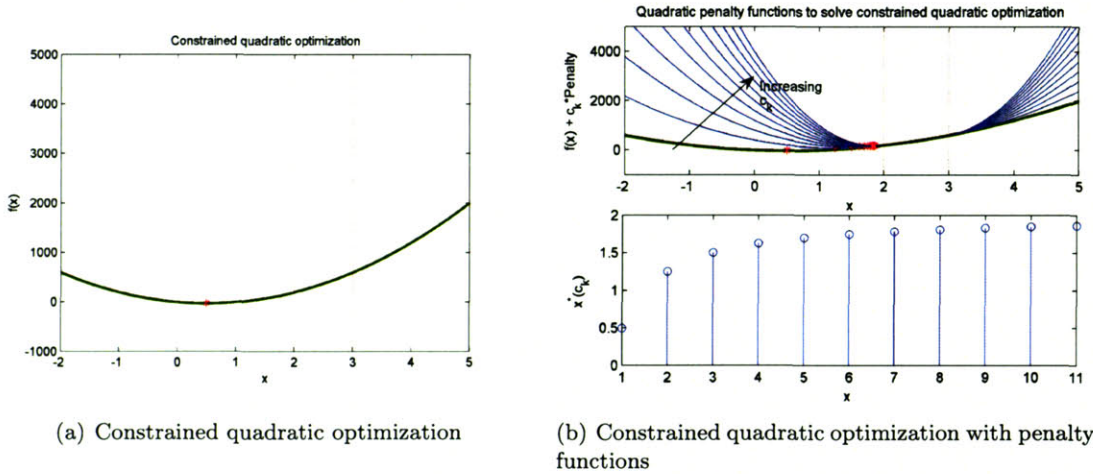 Constrained quadratic optimization
5000
4000
3000
2000
1000
0
-1000
f(x)
-2 -1 0 1 2 3 4 5
x
(a) Constrained quadratic optimization
Quadratic penalty functions to solve constrained quadratic optimization
4000
2000
0
f(x) + c_k*Penalty
Increasing
c_k
-2 -1 0 1 2 3 4 5
x
2
1.5
1
0.5
0
x*(c_k)
1 2 3 4 5 6 7 8 9 10 11
x
(b) Constrained quadratic optimization with penalty
functions